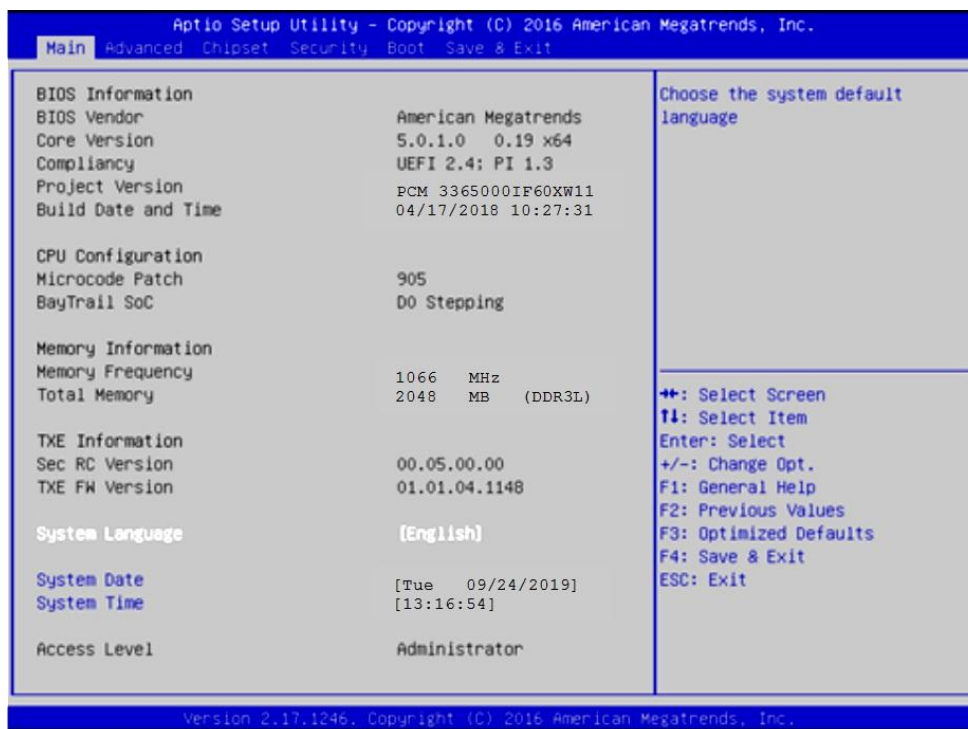 Aptio Setup Utility - Copyright (C) 2016 American Megatrends, Inc.
Main Advanced Chipset Security Boot Save & Exit
BIOS Information
BIOS Vendor American Megatrends
Core Version 5.0.1.0 0.19 x64
Compliancy UEFI 2.4; PI 1.3
Project Version PCM 3365000IF60XW11
Build Date and Time 04/17/2018 10:27:31
CPU Configuration
Microcode Patch 905
BayTrail SoC D0 Stepping
Memory Information
Memory Frequency 1066 MHz
Total Memory 2048 MB (DDR3L)
TXE Information
Sec RC Version 00.05.00.00
TXE FW Version 01.01.04.1148
System Language [English]
System Date [Tue 09/24/2019]
System Time [13:16:54]
Access Level Administrator
Choose the system default
language
→←: Select Screen
↑↓: Select Item
Enter: Select
+/-: Change Opt.
F1: General Help
F2: Previous Values
F3: Optimized Defaults
F4: Save & Exit
ESC: Exit
Version 2.17.1246. Copyright (C) 2016 American Megatrends, Inc.